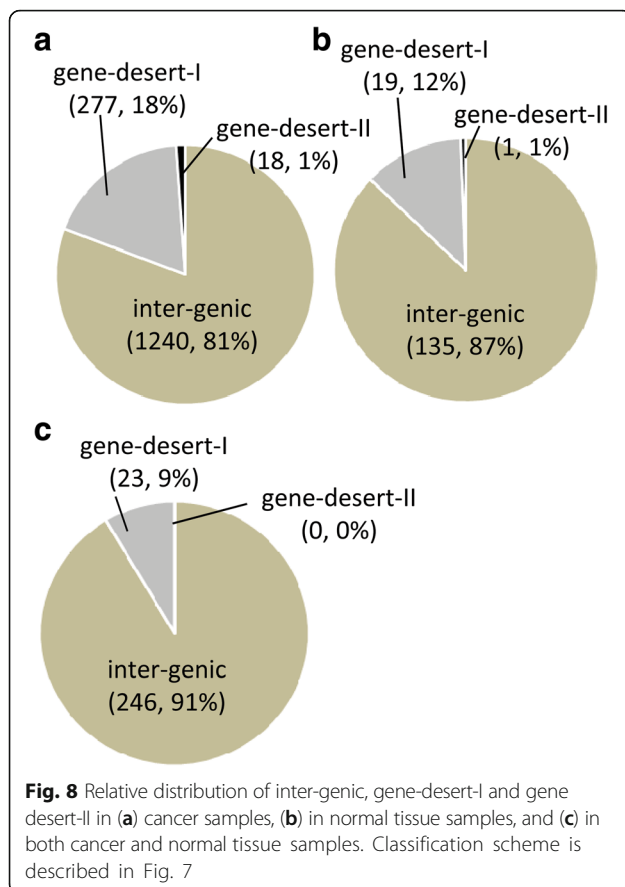 a
gene-desert-I
(277, 18%)
gene-desert-II
(18, 1%)
inter-genic
(1240, 81%)
b
gene-desert-I
(19, 12%)
gene-desert-II
(1, 1%)
inter-genic
(135, 87%)
c
gene-desert-I
(23, 9%)
gene-desert-II
(0, 0%)
inter-genic
(246, 91%)
Fig. 8 Relative distribution of inter-genic, gene-desert-I and gene
desert-II in (a) cancer samples, (b) in normal tissue samples, and (c) in
both cancer and normal tissue samples. Classification scheme is
described in Fig. 7